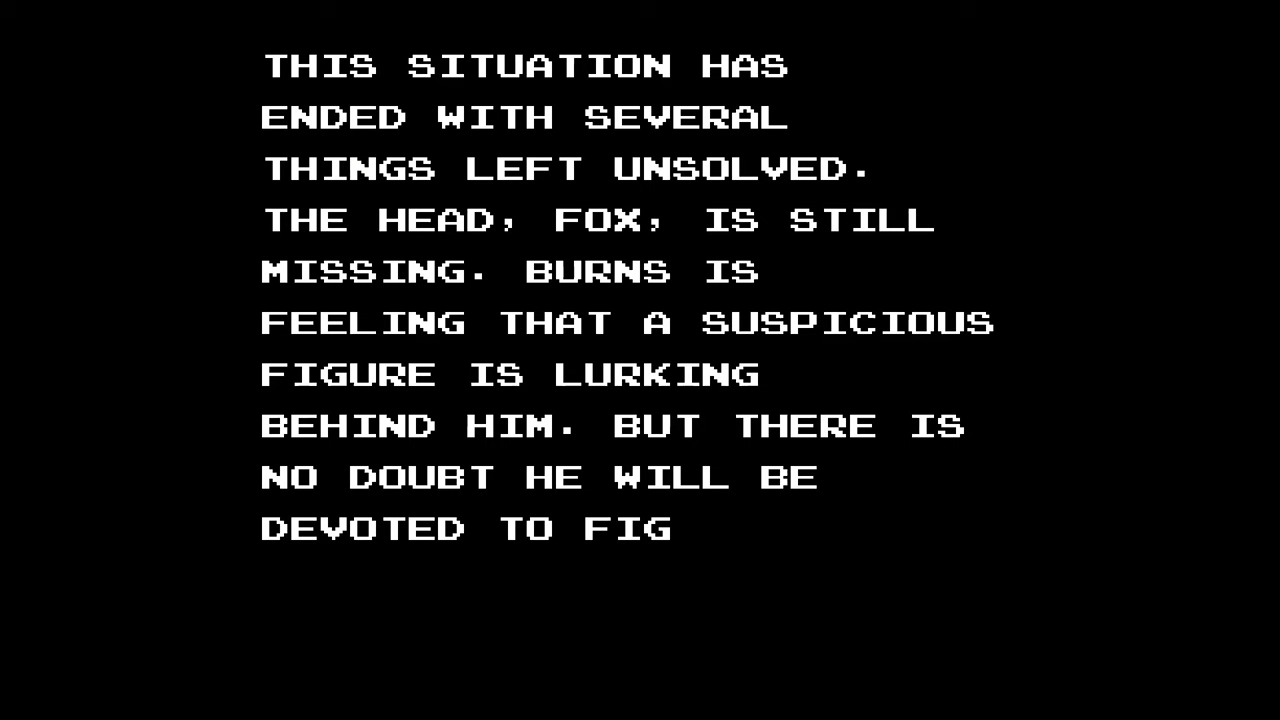 THIS SITUATION HAS
ENDED WITH SEVERAL
THINGS LEFT UNSOLVED.
THE HEAD, FOX, IS STILL
MISSING. BURNS IS
FEELING THAT A SUSPICIOUS
FIGURE IS LURKING
BEHIND HIM. BUT THERE IS
NO DOUBT HE WILL BE
DEVOTED TO FIG